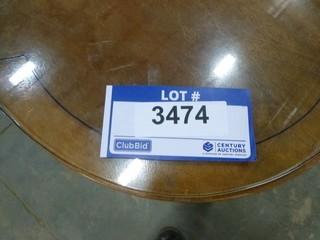 LOT #
3474
ClubBid
CENTURY
AUCTIONS